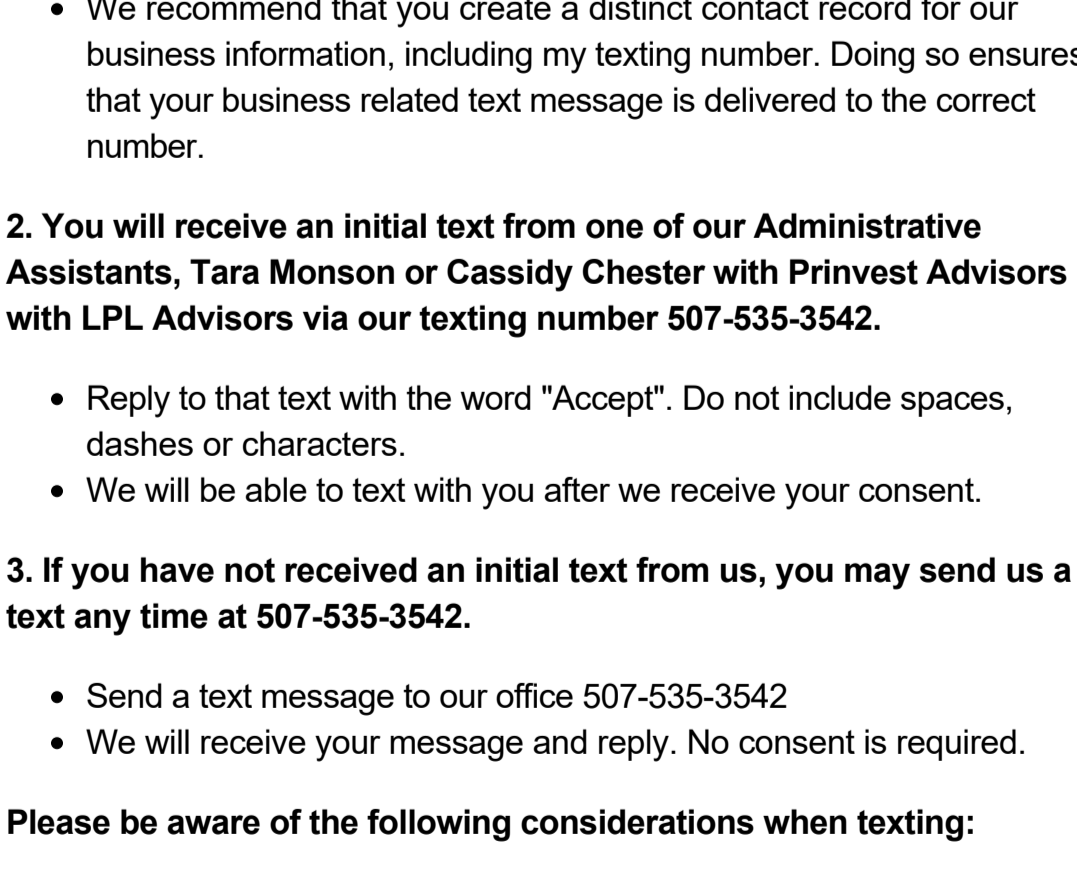 • We recommend that you create a distinct contact record for our
business information, including my texting number. Doing so ensures
that your business related text message is delivered to the correct
number.
2. You will receive an initial text from one of our Administrative
Assistants, Tara Monson or Cassidy Chester with Prinvest Advisors
with LPL Advisors via our texting number 507-535-3542.
• Reply to that text with the word "Accept". Do not include spaces,
dashes or characters.
• We will be able to text with you after we receive your consent.
3. If you have not received an initial text from us, you may send us a
text any time at 507-535-3542.
• Send a text message to our office 507-535-3542
• We will receive your message and reply. No consent is required.
Please be aware of the following considerations when texting: